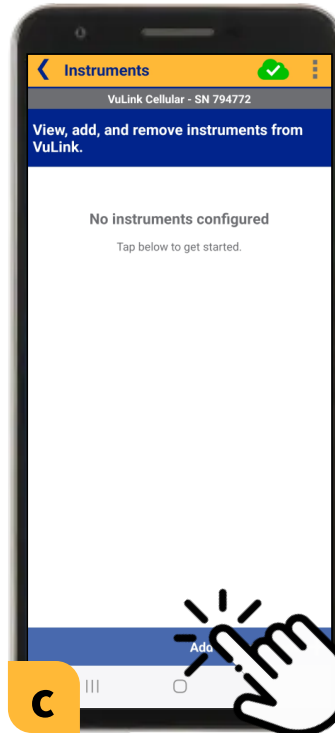 Instruments
VuLink Cellular - SN 794772
View, add, and remove instruments from
VuLink.
No instruments configured
Tap below to get started.
Add
C